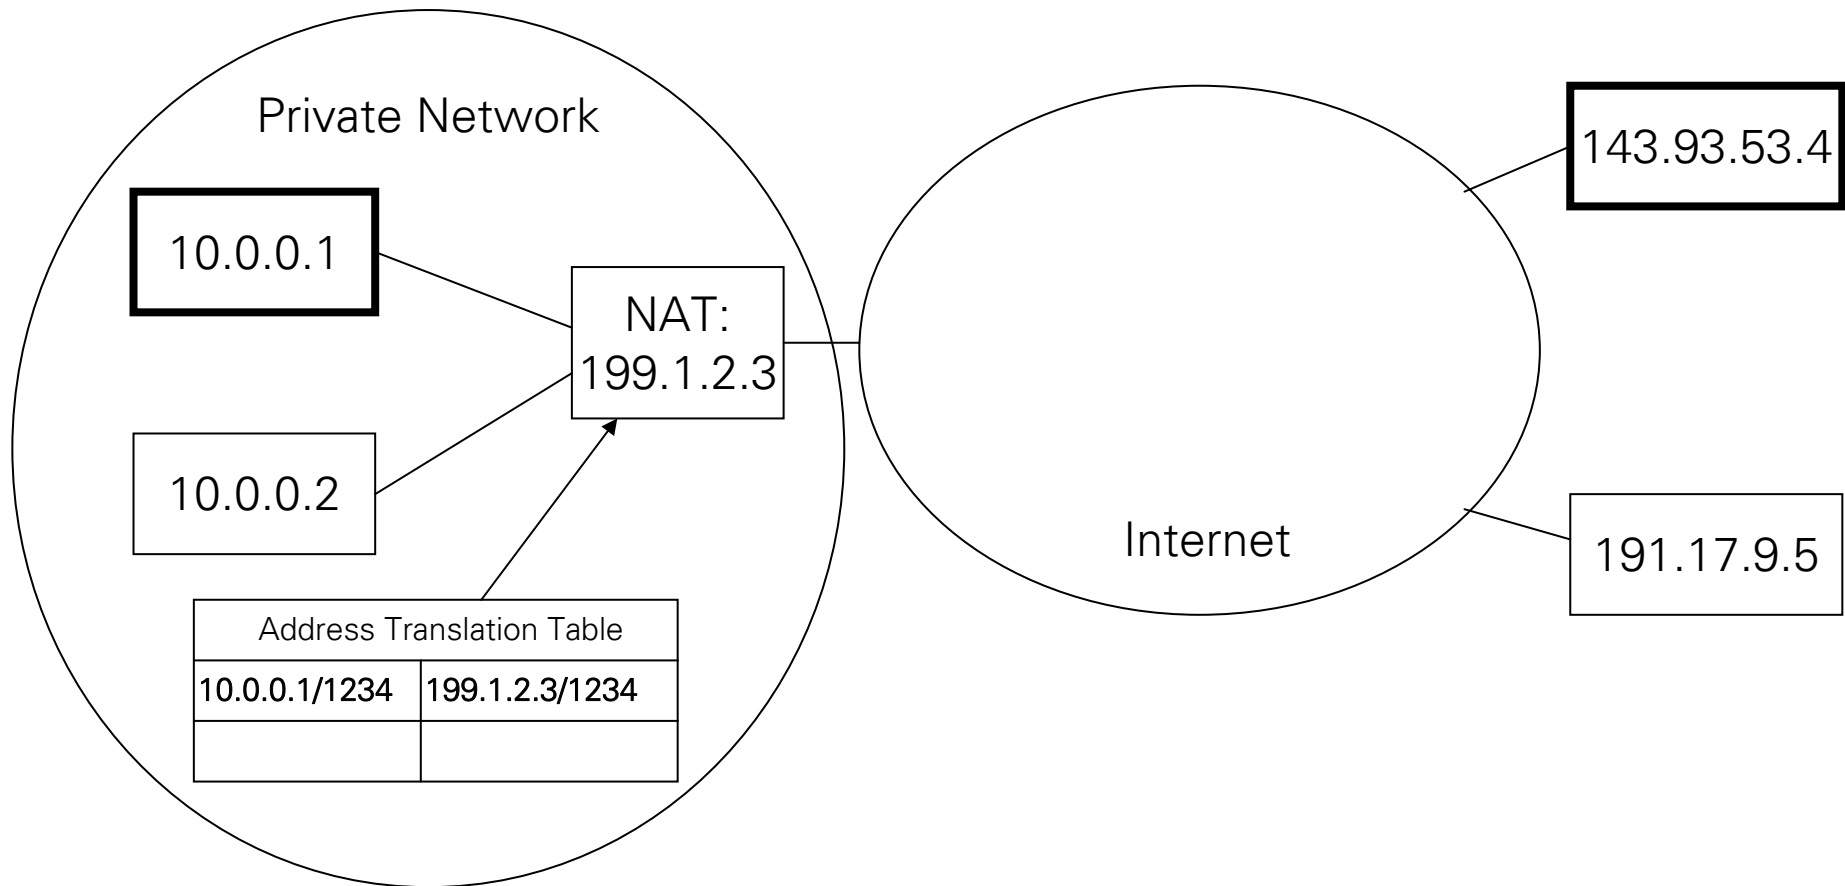 Private Network
10.0.0.1
NAT:
199.1.2.3
10.0.0.2
Address Translation Table
10.0.0.1/1234 199.1.2.3/1234
Internet
143.93.53.4
191.17.9.5